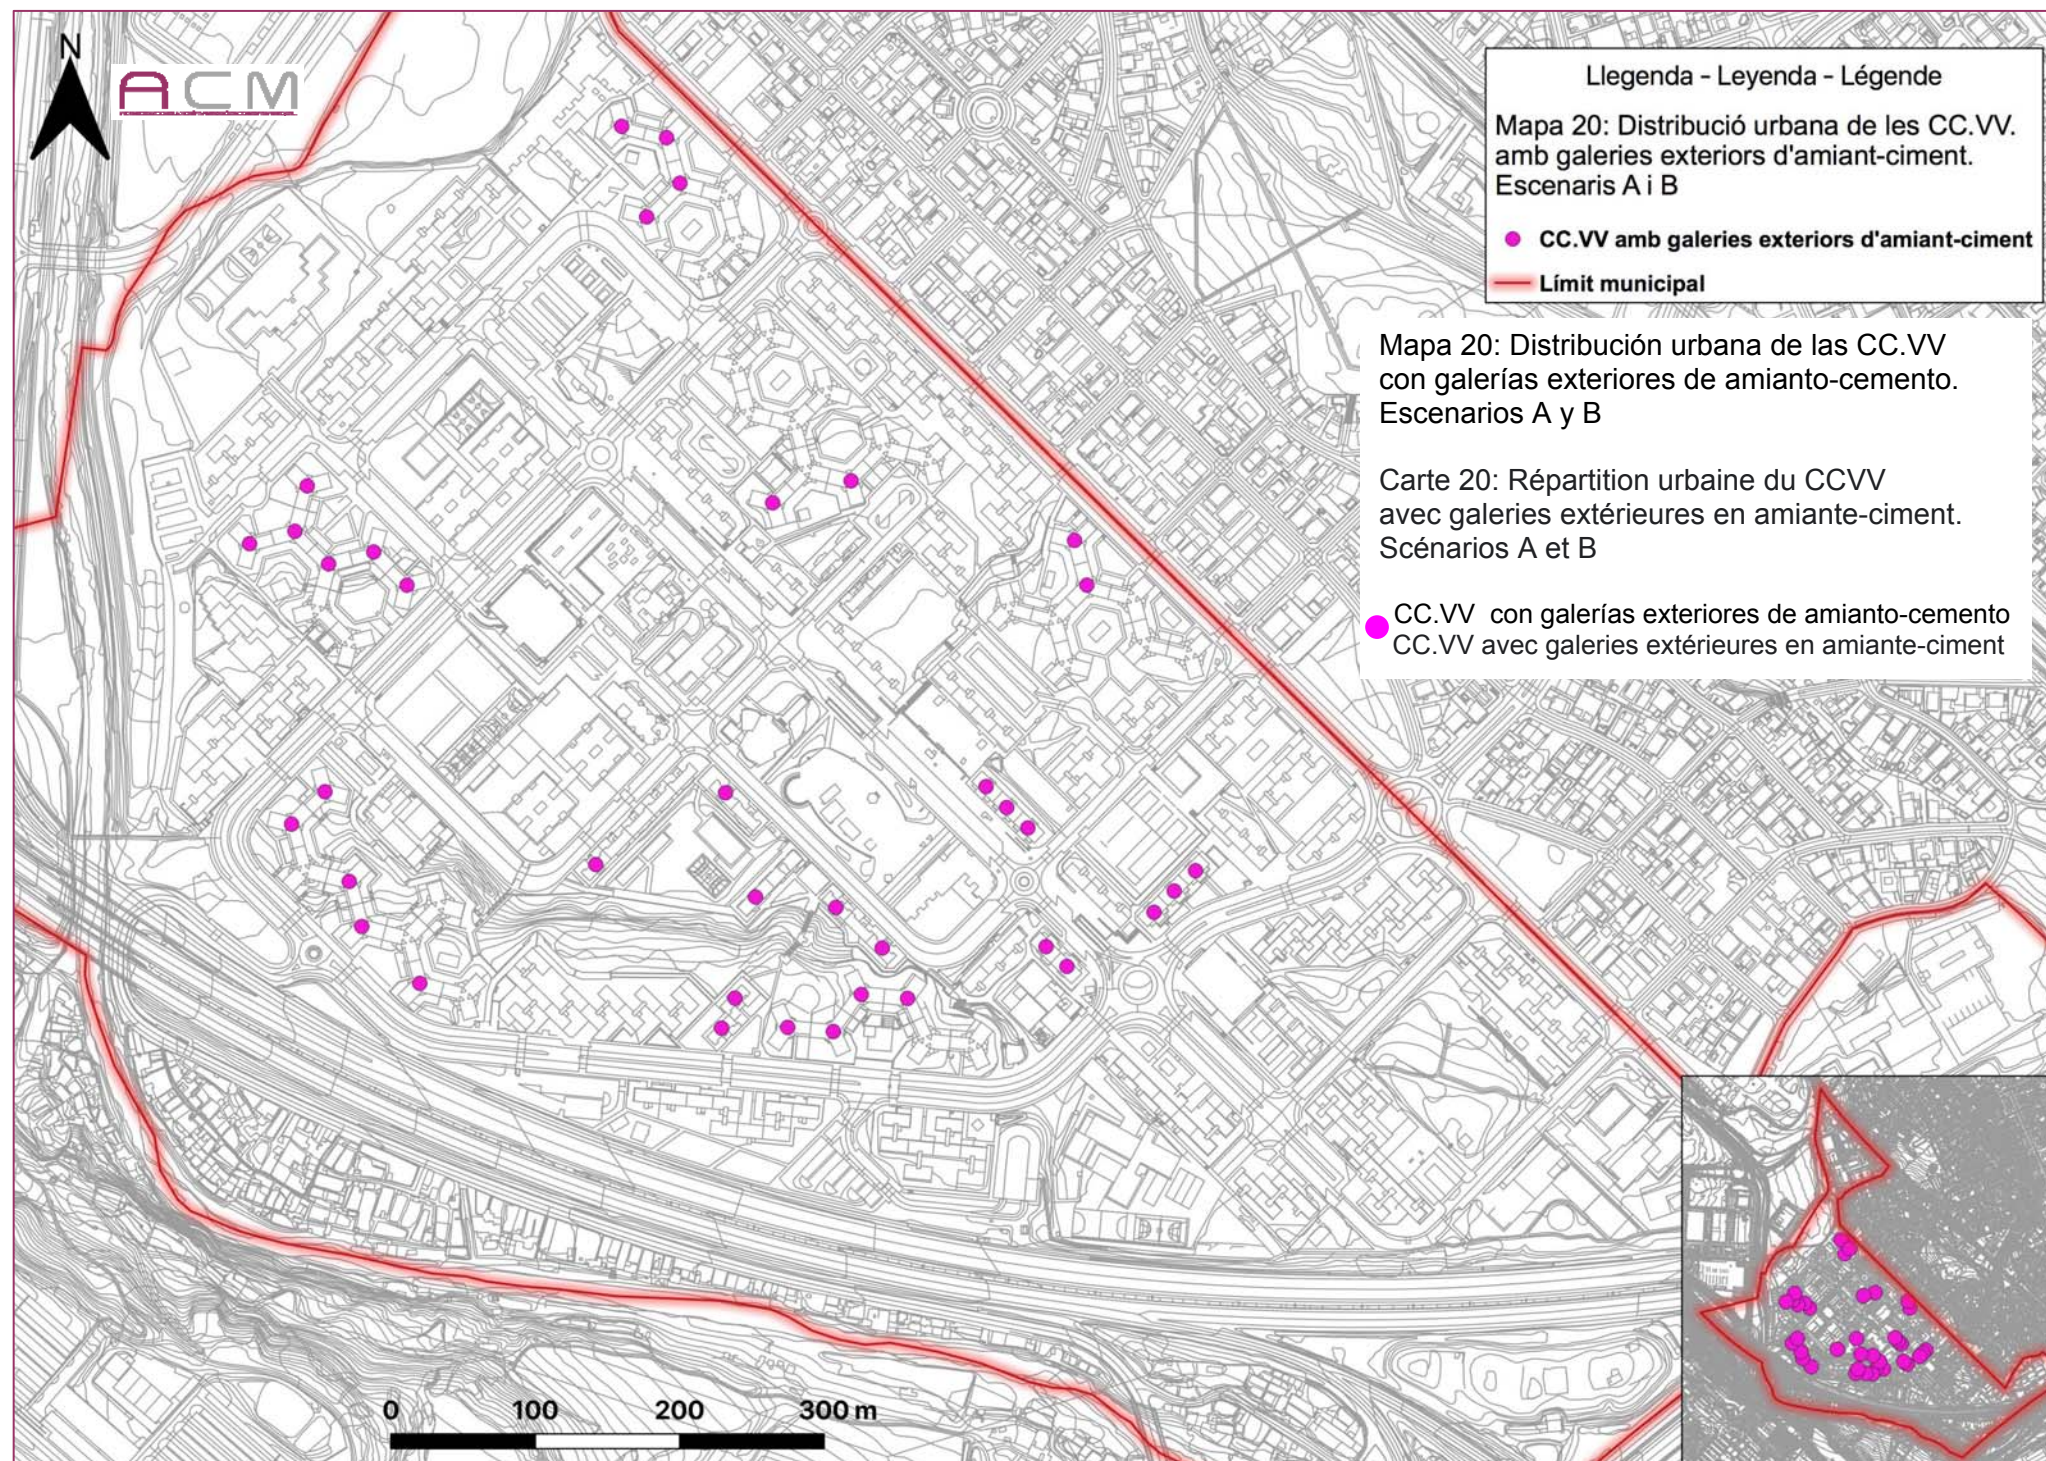 N
ACM
Llegenda - Leyenda - Légende
Mapa 20: Distribució urbana de les CC.VV.
amb galeries exteriors d'amiant-ciment.
Escenaris A i B
CC.VV amb galeries exteriors d'amiant-ciment
Límit municipal
Mapa 20: Distribución urbana de las CC.VV
con galerías exteriores de amianto-cemento.
Escenarios A y B
Carte 20: Répartition urbaine du CCVV
avec galeries extérieures en amiante-ciment.
Scénarios A et B
CC.VV con galerías exteriores de amianto-cemento
CC.VV avec galeries extérieures en amiante-ciment
0 100 200 300 m